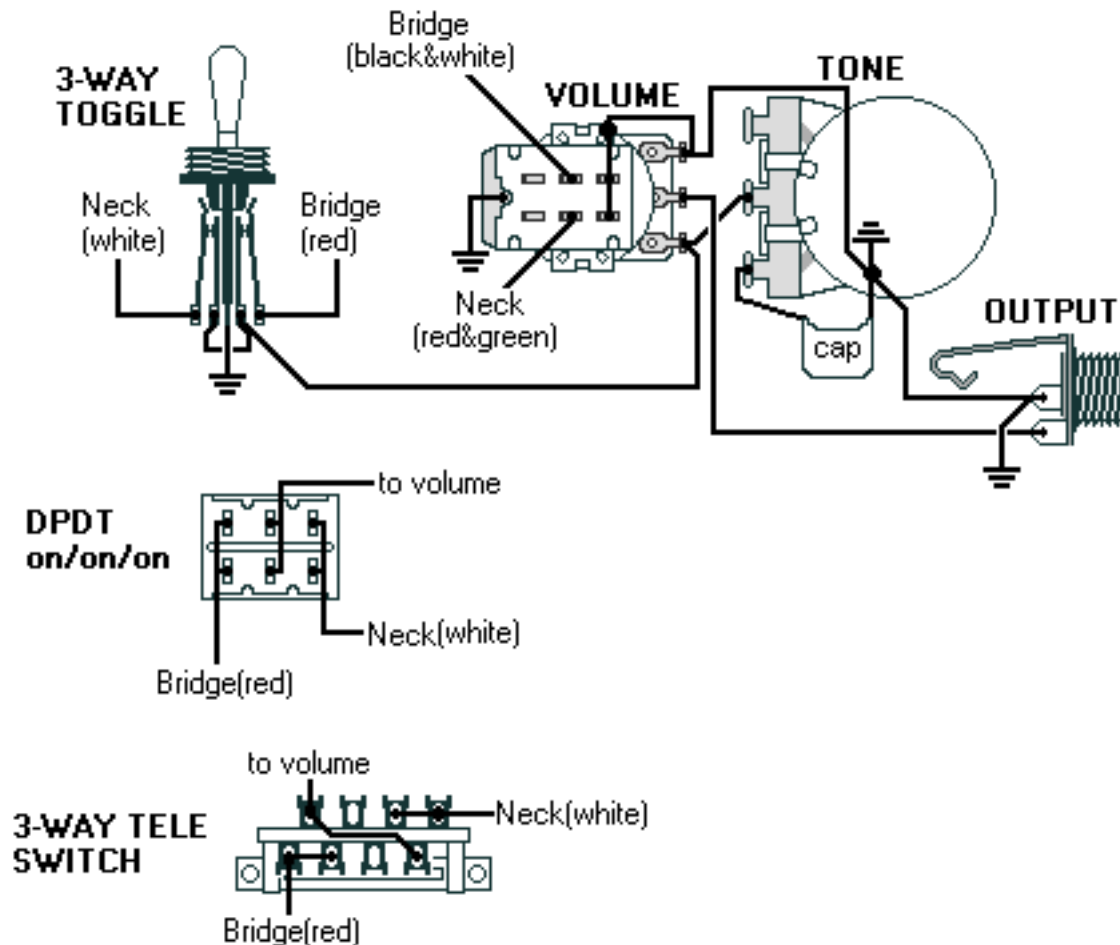 Bridge
(black&white)
3-WAY
TOGGLE
VOLUME
TONE
Neck
(white)
Bridge
(red)
Neck
(red&green)
cap
OUTPUT
DPDT
on/on/on
to volume
Neck(white)
Bridge(red)
3-WAY TELE
SWITCH
to volume
Neck(white)
Bridge(red)